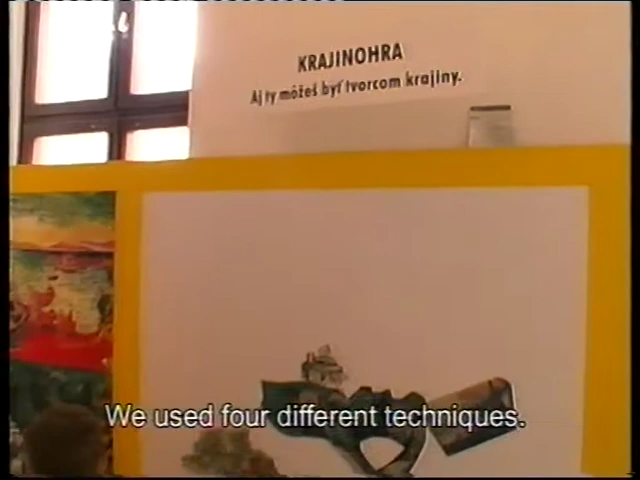 KRAJINOHRA
Aj ty môžeš byť tvorcom krajiny.
We used four different techniques.